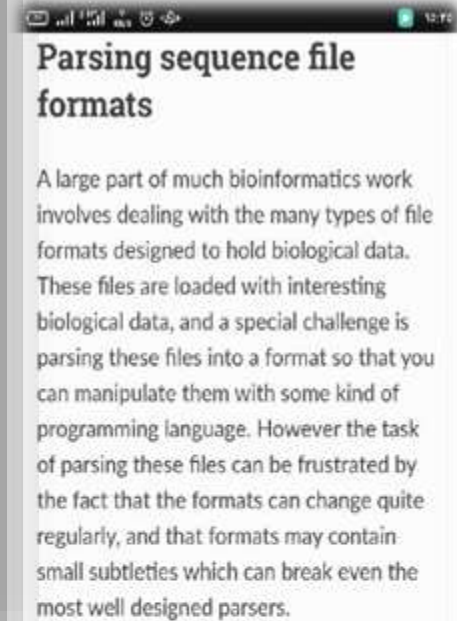 Parsing sequence file
formats
A large part of much bioinformatics work
involves dealing with the many types of file
formats designed to hold biological data.
These files are loaded with interesting
biological data, and a special challenge is
parsing these files into a format so that you
can manipulate them with some kind of
programming language. However the task
of parsing these files can be frustrated by
the fact that the formats can change quite
regularly, and that formats may contain
small subtleties which can break even the
most well designed parsers.